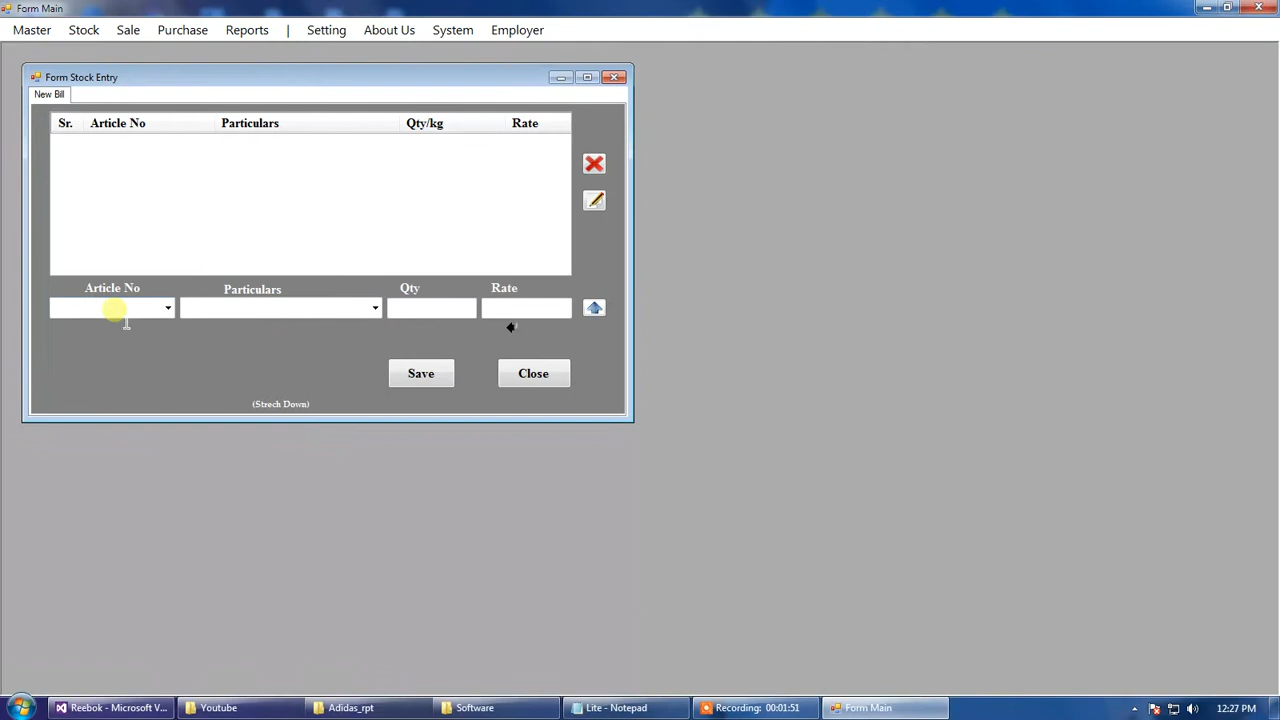 Form Main
Master Stock Sale Purchase Reports | Setting About Us System Employer
Form Stock Entry
New Bill
Sr. Article No Particulars Qty/kg Rate
Article No Particulars Qty Rate
Save Close
(Strech Down)
Reebok - Microsoft V... Youtube Adidas_rpt Software Lite - Notepad Recording: 00:01:51 Form Main 12:27 PM